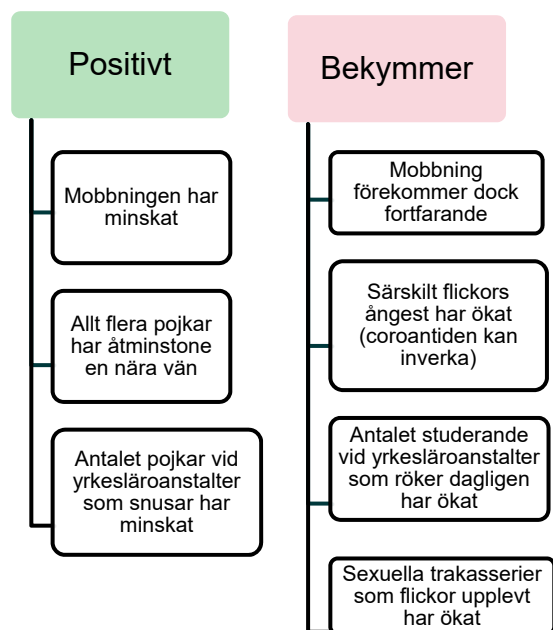 Positivt
Mobbningen har
minskat
Allt flera pojkar
har åtminstone
en nära vän
Antalet pojkar vid
yrkesläroanstalter
som snusar har
minskat
Bekymmer
Mobbning
förekommer dock
fortfarande
Särskilt flickors
ångest har ökat
(coroantiden kan
inverka)
Antalet studerande
vid yrkesläroanstalter
som röker dagligen
har ökat
Sexuella trakasserier
som flickor upplevt
har ökat